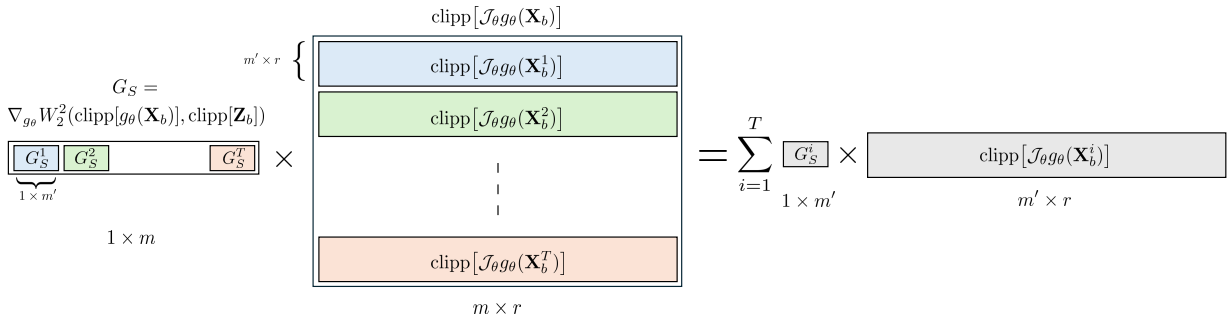 clipp[𝒥_θ g_θ(𝐗_b)]
m′ × r {
G_S =
∇_{g_θ} W_2^2(clipp[g_θ(𝐗_b)], clipp[𝐙_b])
G_S^1 G_S^2 G_S^T
1 × m′
1 × m
×
clipp[𝒥_θ g_θ(𝐗_b^1)]
clipp[𝒥_θ g_θ(𝐗_b^2)]
clipp[𝒥_θ g_θ(𝐗_b^T)]
m × r
= ∑_{i=1}^{T} G_S^i × clipp[𝒥_θ g_θ(𝐗_b^i)]
1 × m′
m′ × r